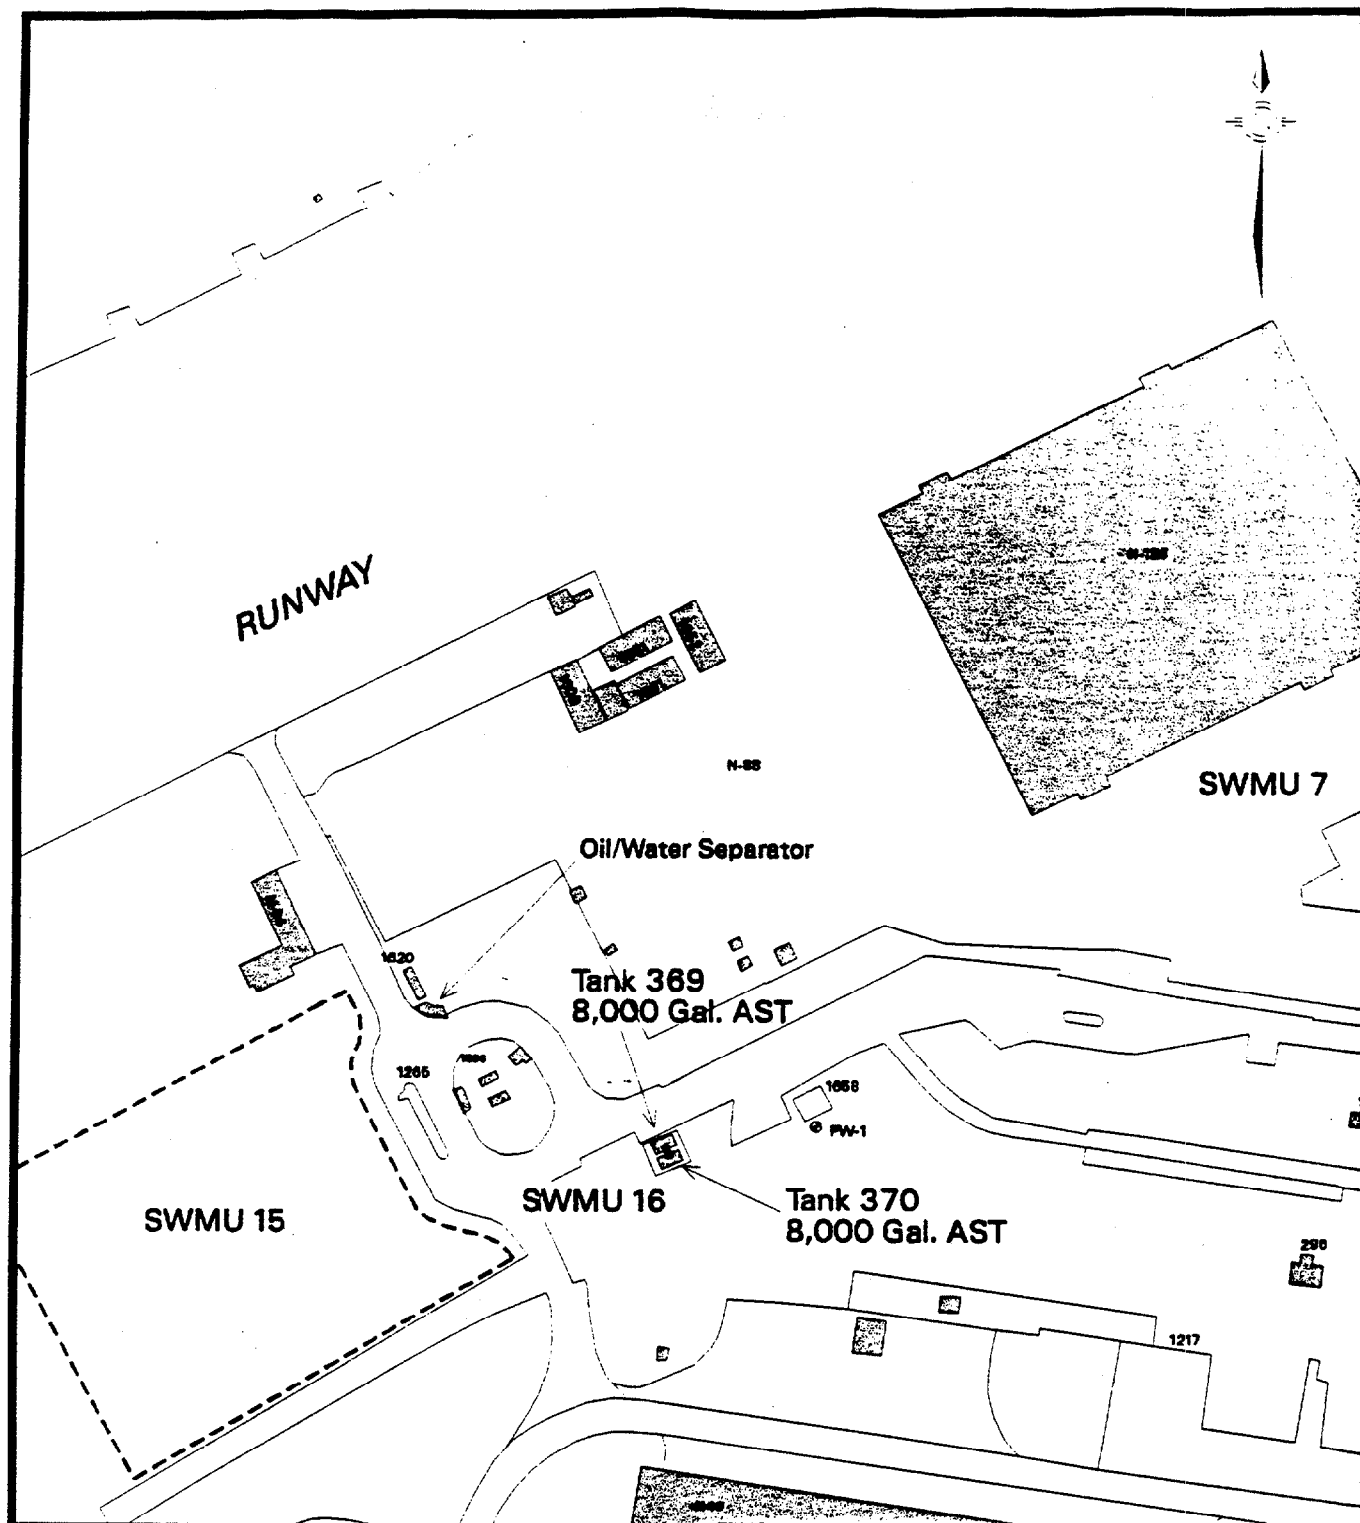 RUNWAY
N-88
SWMU 7
Oil/Water Separator
1620
Tank 369
8,000 Gal. AST
1265
1658
PW-1
SWMU 16
Tank 370
8,000 Gal. AST
SWMU 15
296
1217